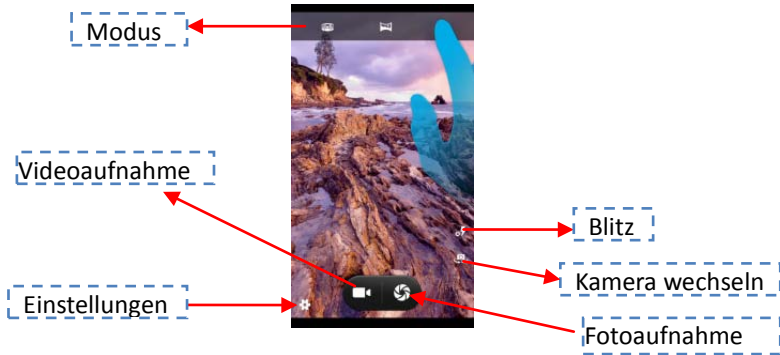 Modus
Videoaufnahme
Blitz
Kamera wechseln
Einstellungen
Fotoaufnahme